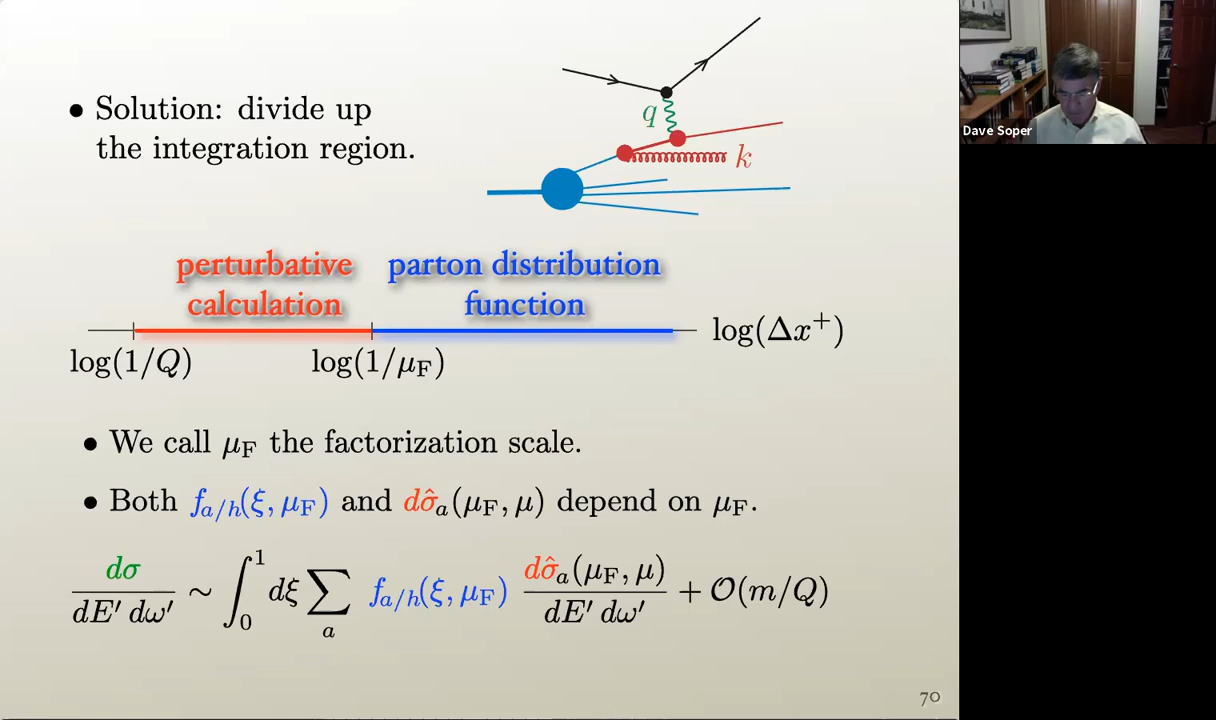 • Solution: divide up
the integration region.
q
k
Dave Soper
perturbative
calculation
parton distribution
function
log(Δx⁺)
log(1/Q)
log(1/μ_F)
• We call μ_F the factorization scale.
• Both f_{a/h}(ξ, μ_F) and dσ̂_a(μ_F, μ) depend on μ_F.
dσ/(dE′ dω′) ∼ ∫_0^1 dξ ∑_a f_{a/h}(ξ, μ_F) dσ̂_a(μ_F, μ)/(dE′ dω′) + 𝒪(m/Q)
70